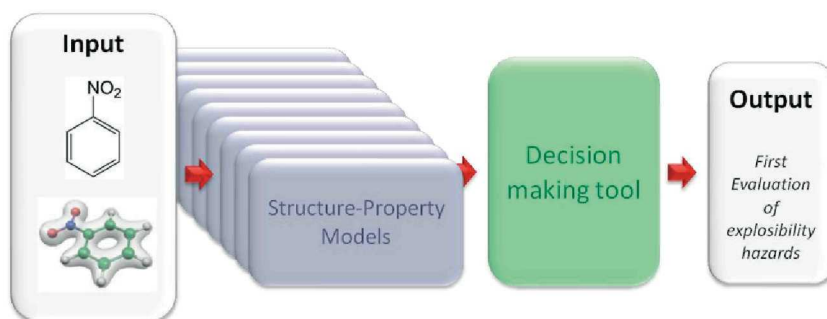 Input
NO₂
Structure-Property
Models
Decision
making tool
Output
First
Evaluation
of
explosibility
hazards